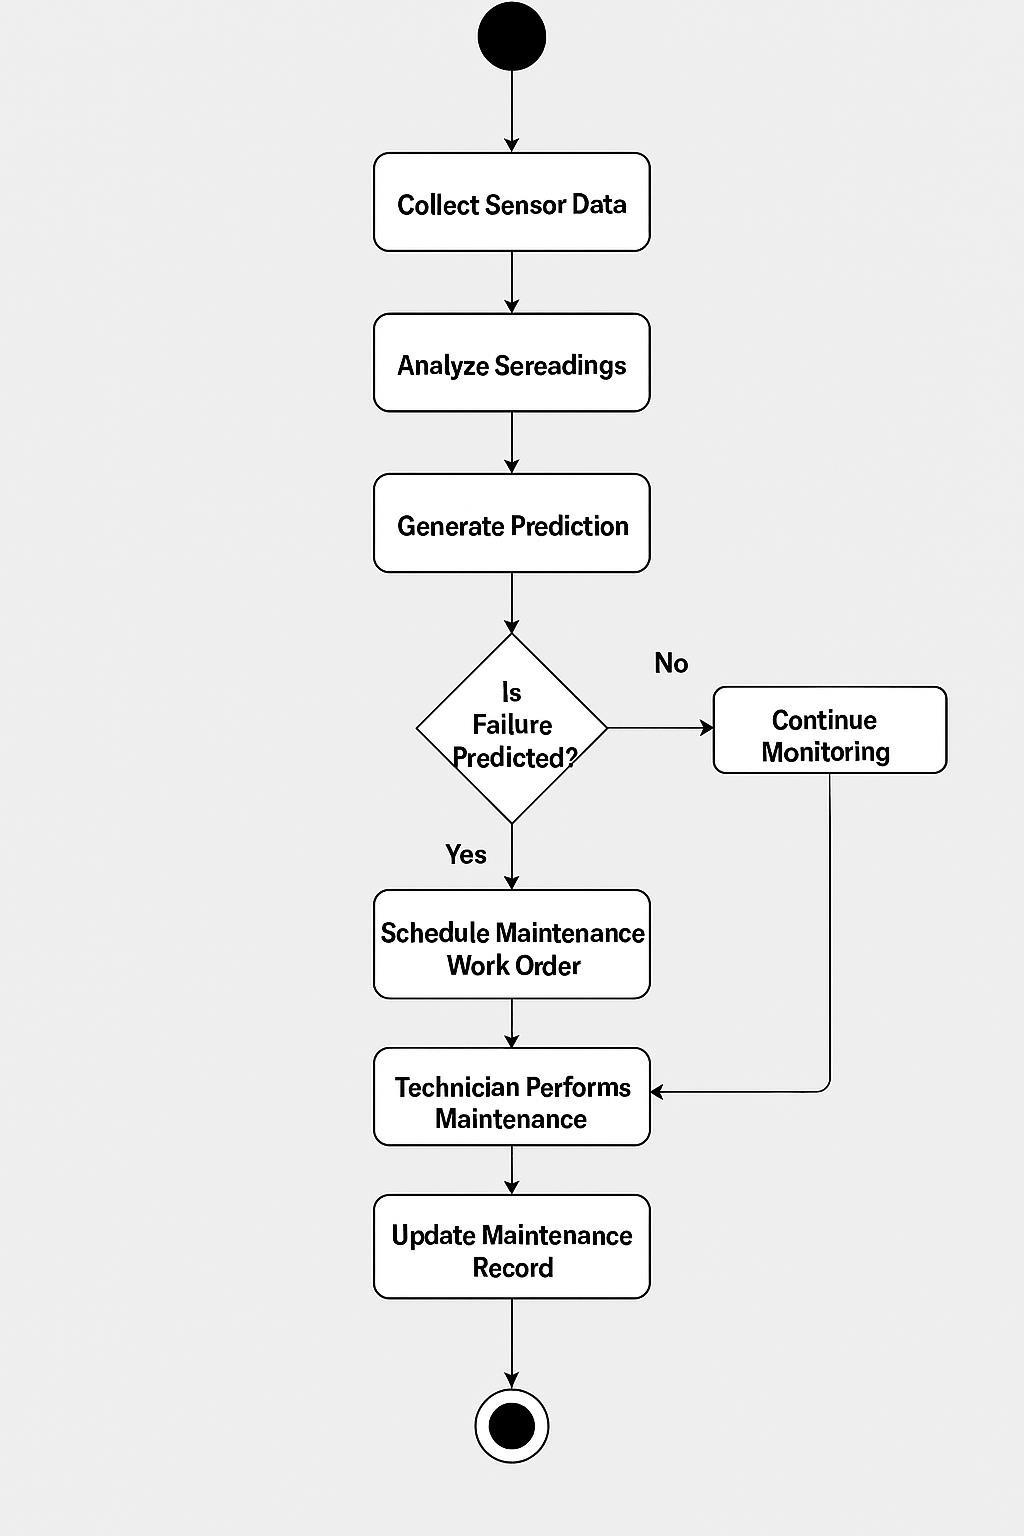 Collect Sensor Data
Analyze Sereadings
Generate Prediction
Is
Failure
Predicted?
No
Continue
Monitoring
Yes
Schedule Maintenance
Work Order
Technician Performs
Maintenance
Update Maintenance
Record